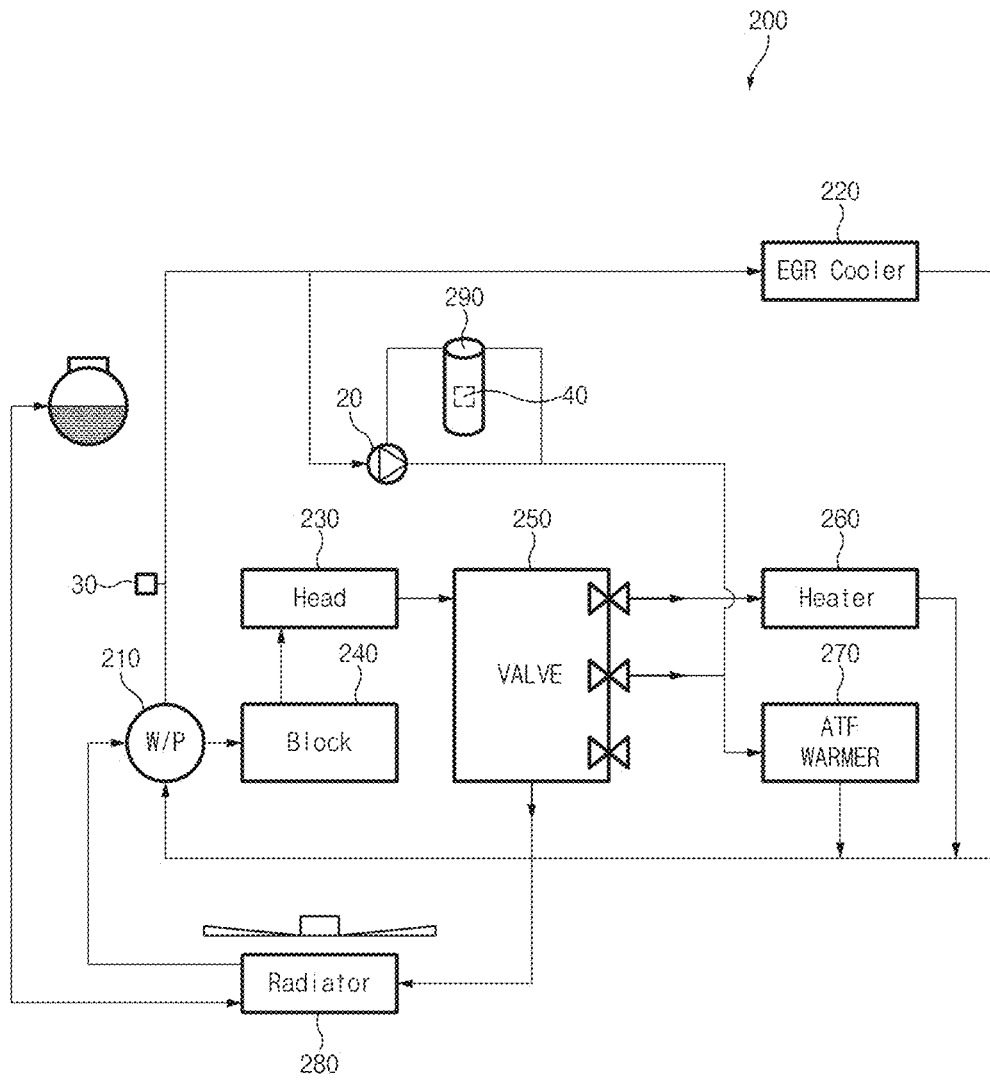 200
220
EGR Cooler
290
40
20
230
250
260
Head
Heater
30
VALVE
210
240
270
W/P
Block
ATF
WARMER
Radiator
280